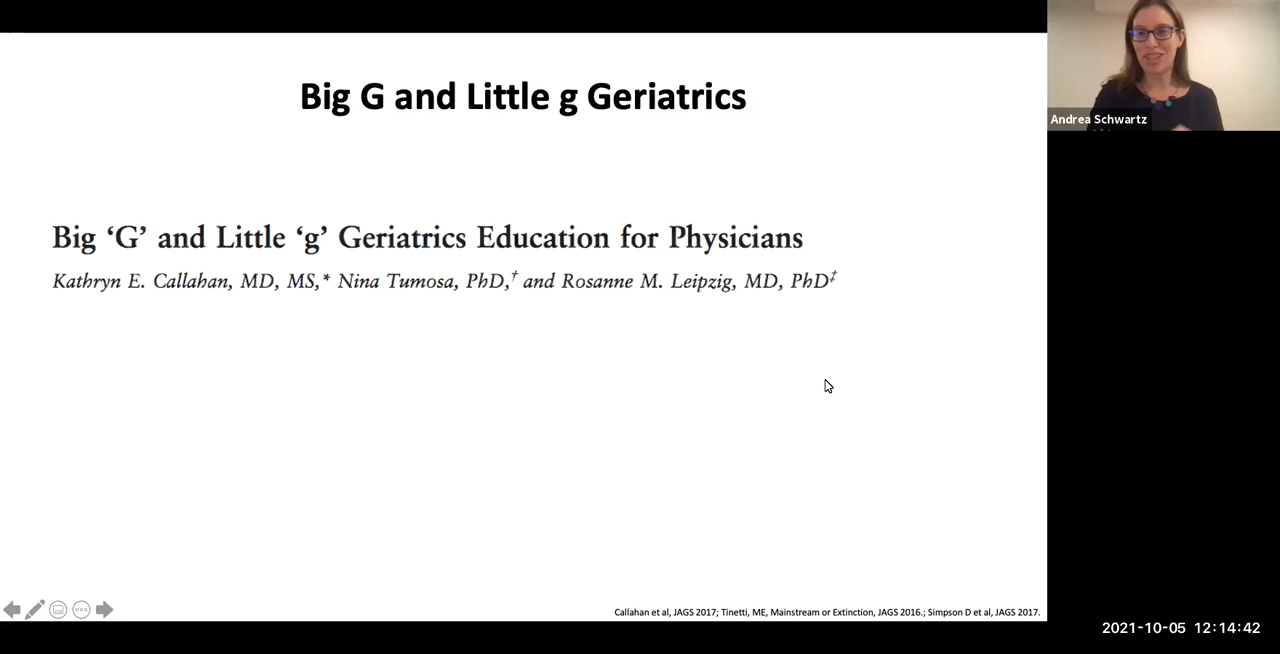 Big G and Little g Geriatrics
Andrea Schwartz
Big ‘G’ and Little ‘g’ Geriatrics Education for Physicians
Kathryn E. Callahan, MD, MS,* Nina Tumosa, PhD,† and Rosanne M. Leipzig, MD, PhD‡
Callahan et al, JAGS 2017; Tinetti, ME, Mainstream or Extinction, JAGS 2016.; Simpson D et al, JAGS 2017.
2021-10-05 12:14:42